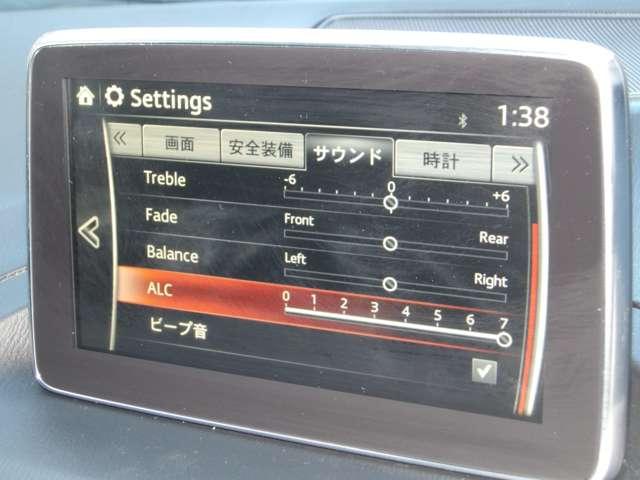 Settings 1:38
« 画面 安全装備 サウンド 時計 »
Treble -6 0 +6
Fade Front Rear
Balance Left Right
ALC 0 1 2 3 4 5 6 7
ビープ音